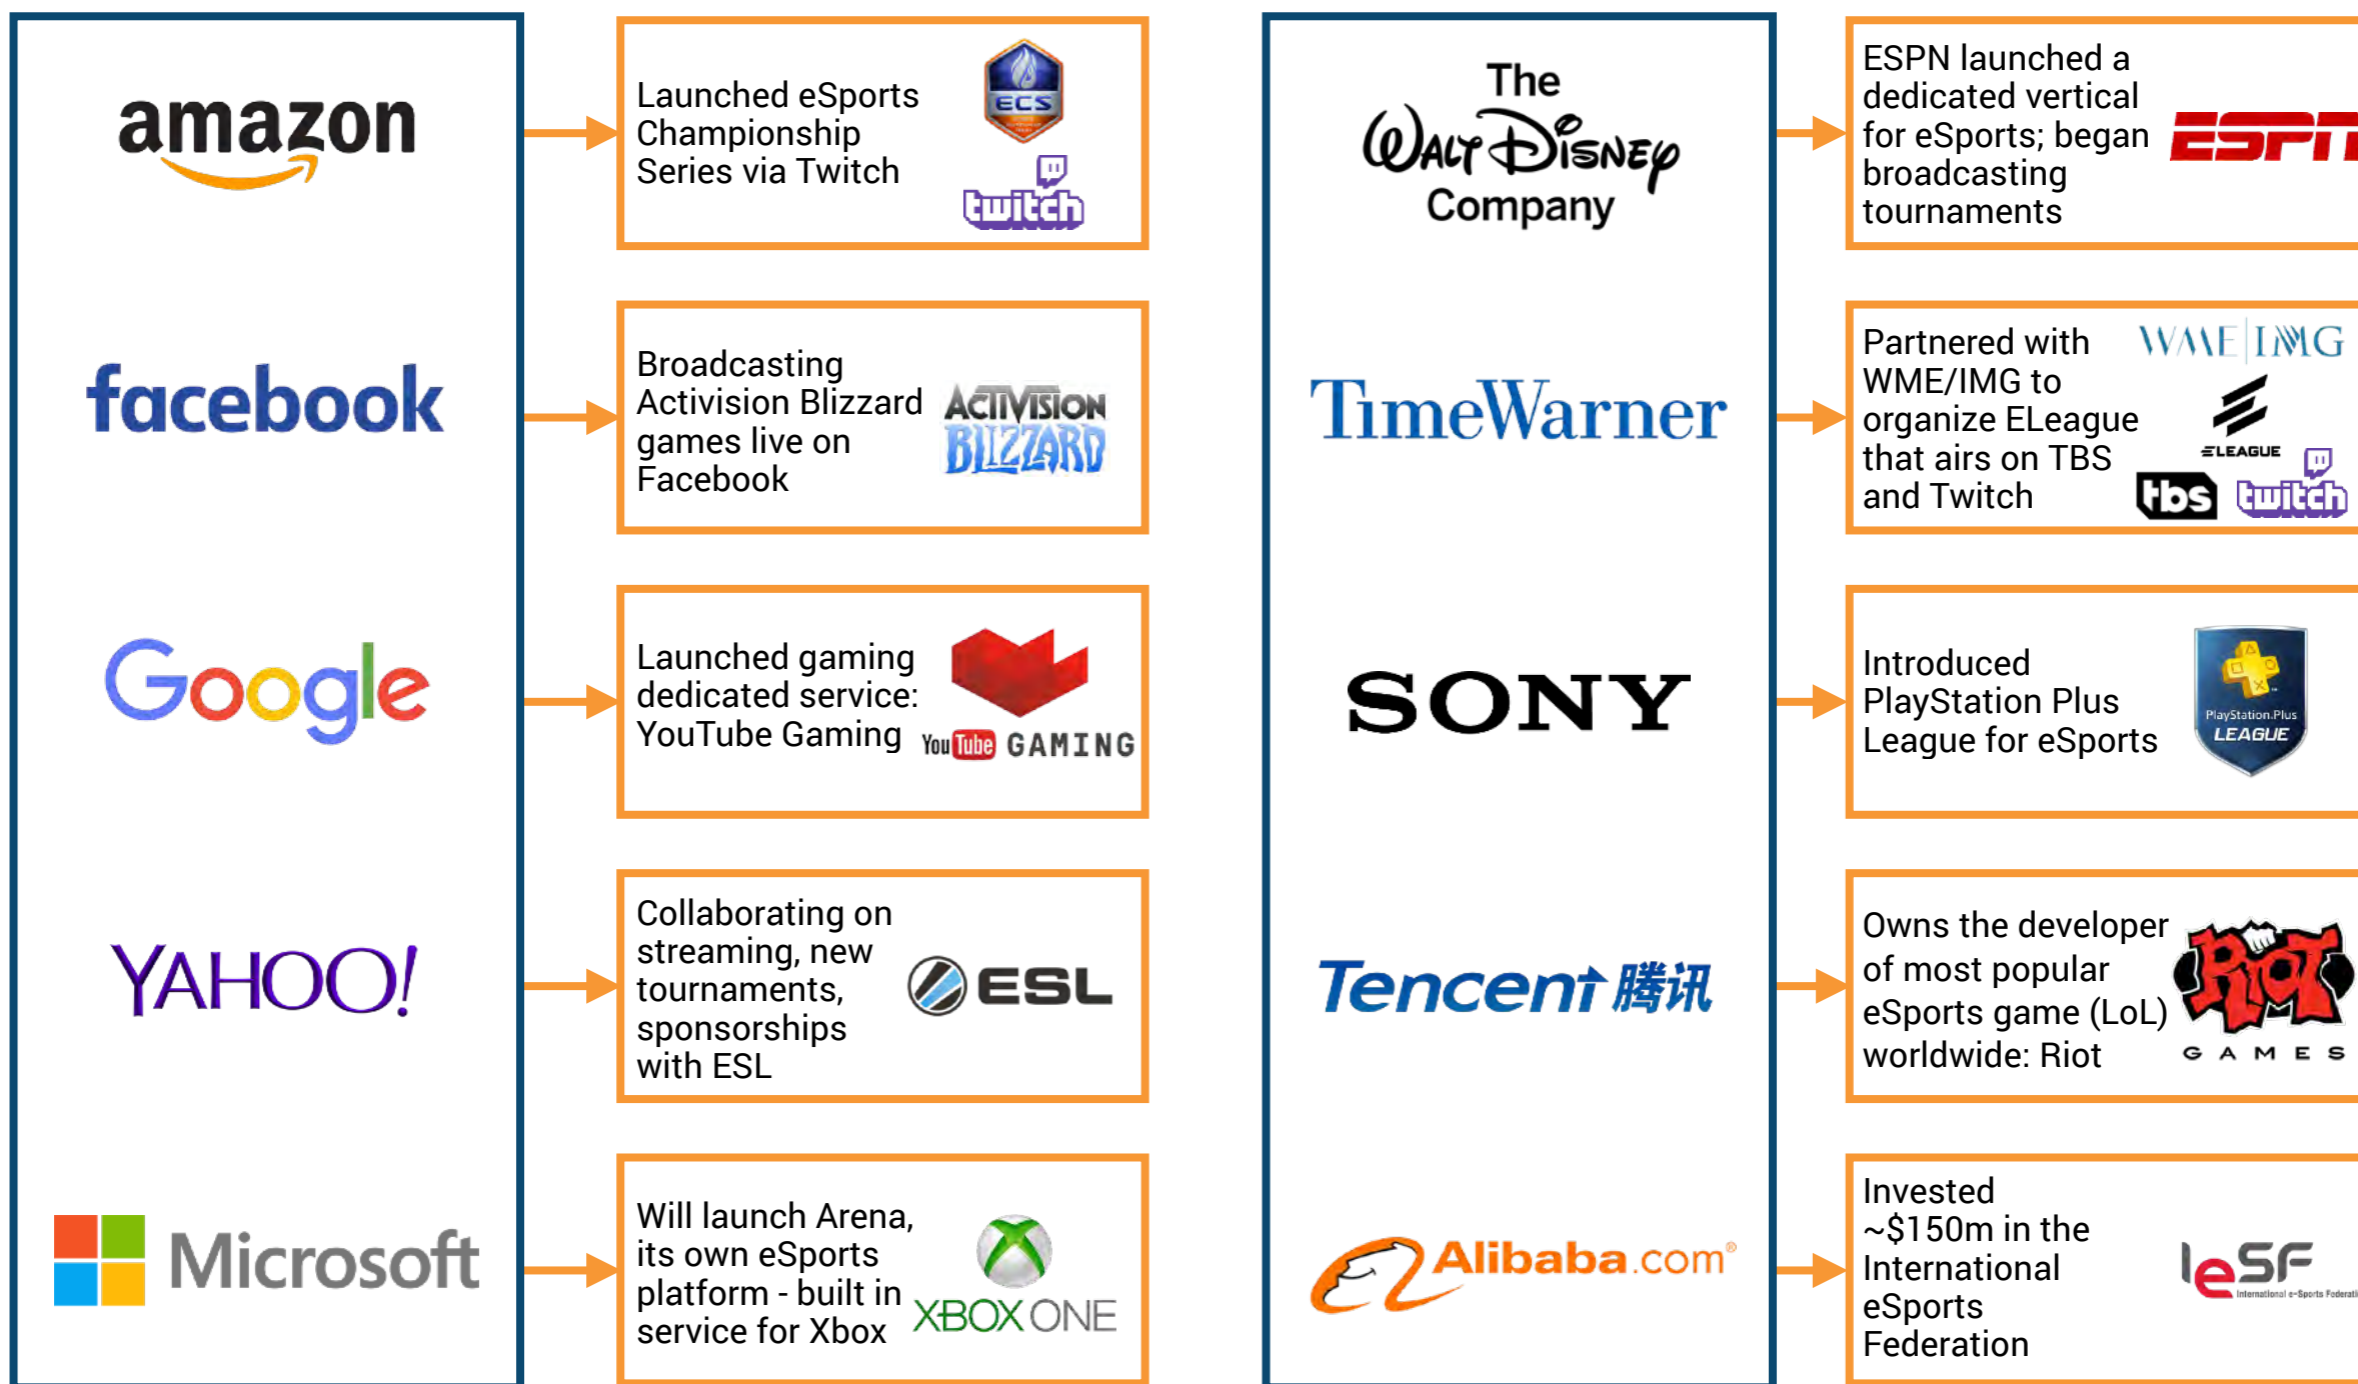 amazon
Launched eSports
Championship
Series via Twitch
ECS
twitch
facebook
Broadcasting
Activision Blizzard
games live on
Facebook
ACTIVISION
BLIZZARD
Google
Launched gaming
dedicated service:
YouTube Gaming
YouTube GAMING
YAHOO!
Collaborating on
streaming, new
tournaments,
sponsorships
with ESL
ESL
Microsoft
Will launch Arena,
its own eSports
platform - built in
service for Xbox
XBOX ONE
The
WALT DISNEY
Company
ESPN launched a
dedicated vertical
for eSports; began
broadcasting
tournaments
ESPN
TimeWarner
Partnered with
WME/IMG to
organize ELeague
that airs on TBS
and Twitch
WME | IMG
ELEAGUE
tbs
twitch
SONY
Introduced
PlayStation Plus
League for eSports
PlayStation.Plus
LEAGUE
Tencent 腾讯
Owns the developer
of most popular
eSports game (LoL)
worldwide: Riot
RIOT
GAMES
Alibaba.com®
Invested
~$150m in the
International
eSports
Federation
IeSF
International e-Sports Federation